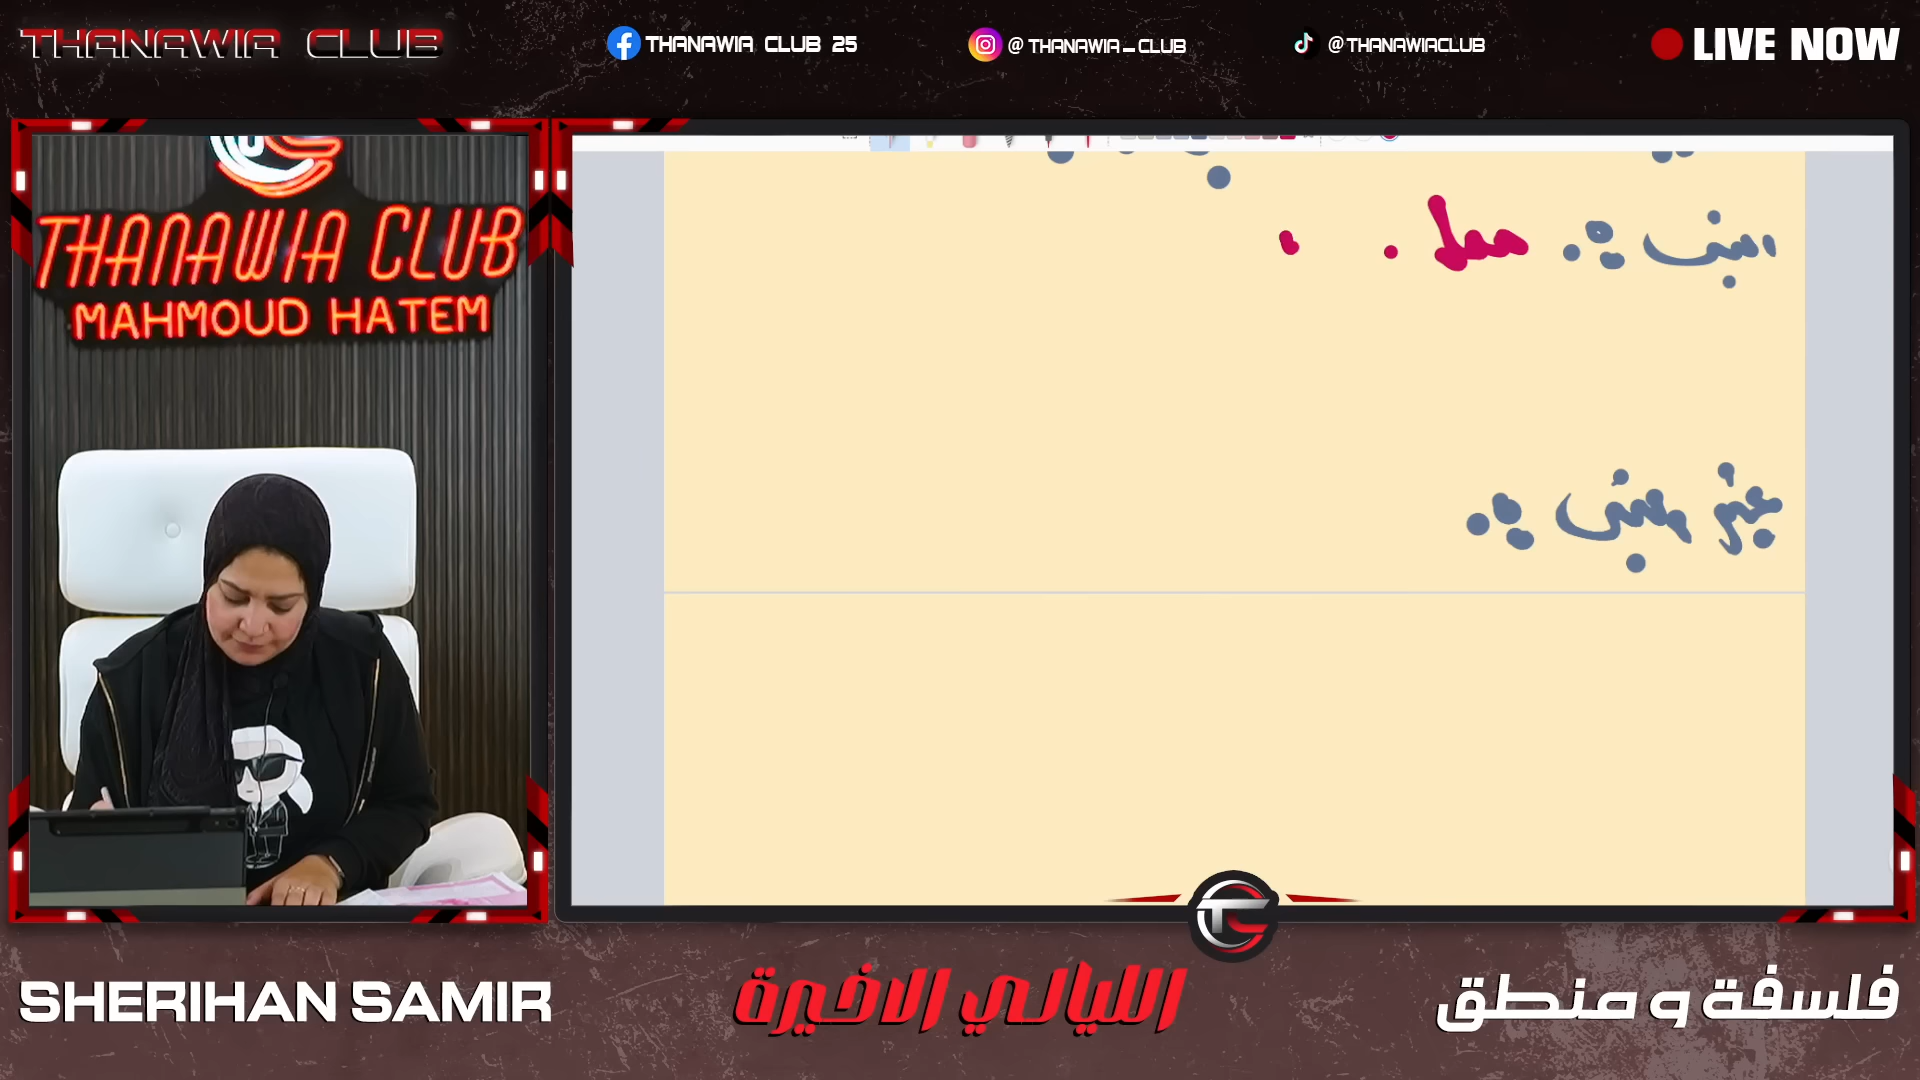 THANAWIA CLUB
THANAWIA CLUB 25
@THANAWIA_CLUB
@THANAWIACLUB
LIVE NOW
THANAWIA CLUB
MAHMOUD HATEM
SHERIHAN SAMIR
الليالي الاخيرة
فلسفة و منطق